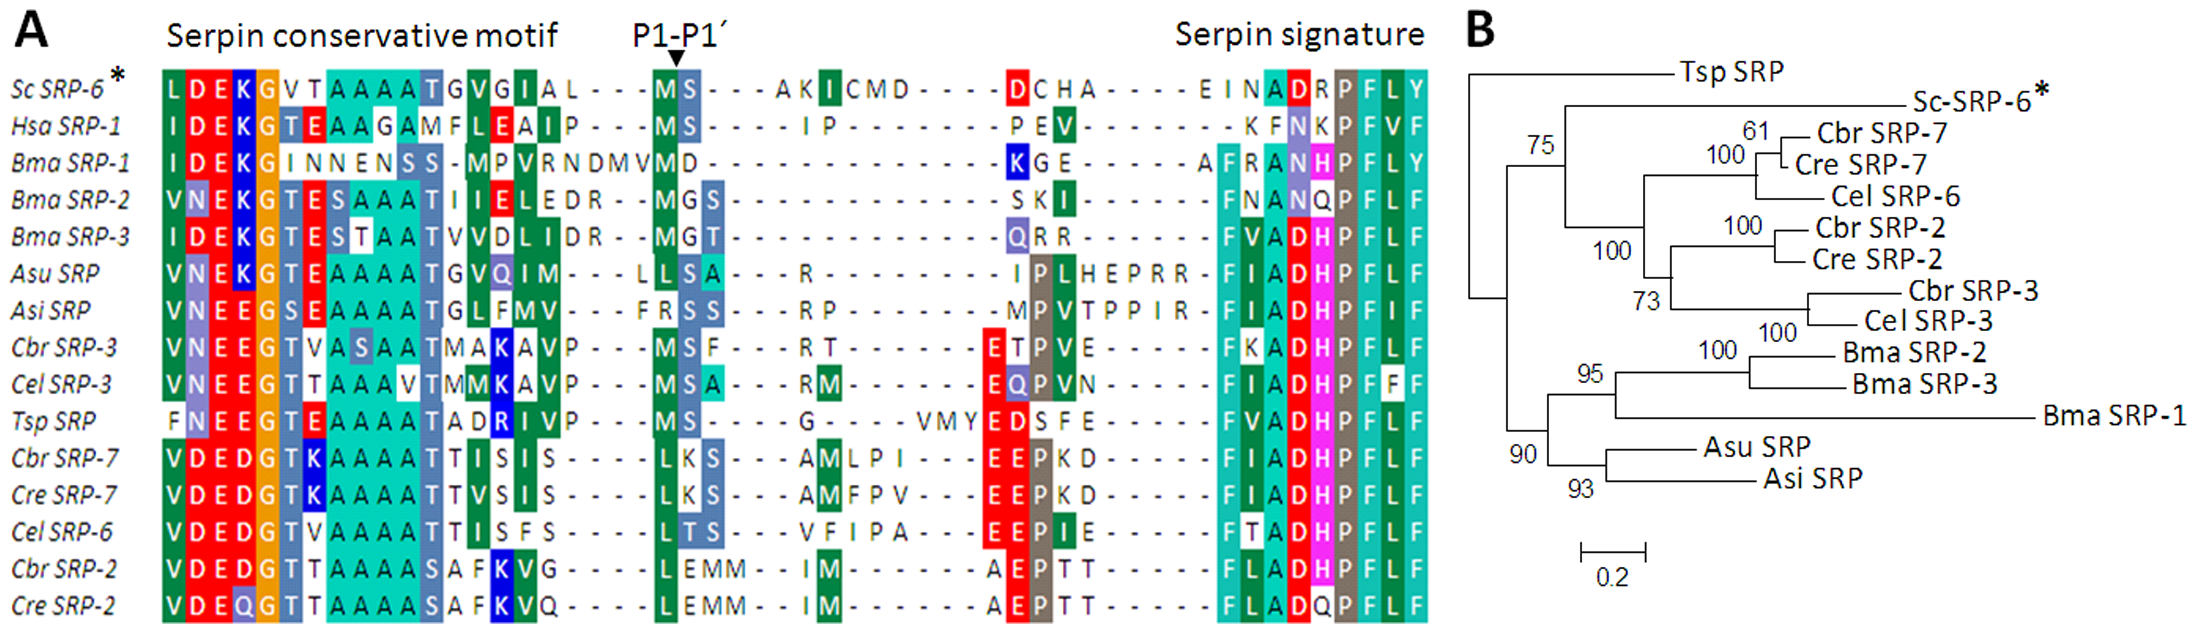 A
Serpin conservative motif
P1-P1´
Serpin signature
Sc SRP-6* L D E K G V T A A A A T G V G I A L - - - M S - - - A K I C M D - - - - D C H A - - - - E I N A D R P F L Y
Hsa SRP-1 I D E K G T E A A G A M F L E A I P - - - M S - - - - I P - - - - - - - P E V - - - - - - - K F N K P F V F
Bma SRP-1 I D E K G I N N E N S S - M P V R N D M V M D - - - - - - - - - - - - - K G E - - - - - A F R A N H P F L Y
Bma SRP-2 V N E K G T E S A A A T I I E L E D R - - M G S - - - - - - - - - - - - S K I - - - - - - F N A N Q P F L F
Bma SRP-3 I D E K G T E S T A A T V V D L I D R - - M G T - - - - - - - - - - - - Q R R - - - - - - F V A D H P F L F
Asu SRP V N E K G T E A A A A T G V Q I M - - - L L S A - - - R - - - - - - - - I P L H E P R R - F I A D H P F L F
Asi SRP V N E E G S E A A A A T G L F M V - - - F R S S - - - R P - - - - - - - M P V T P P I R - F I A D H P F I F
Cbr SRP-3 V N E E G T V A S A A T M A K A V P - - - M S F - - - R T - - - - - - E T P V E - - - - - F K A D H P F L F
Cel SRP-3 V N E E G T T A A A V T M M K A V P - - - M S A - - - R M - - - - - - E Q P V N - - - - - F I A D H P F F F
Tsp SRP F N E E G T E A A A A T A D R I V P - - - M S - - - - G - - - - V M Y E D S F E - - - - - F V A D H P F L F
Cbr SRP-7 V D E D G T K A A A A T T I S I S - - - - L K S - - - A M L P I - - - E E P K D - - - - - F I A D H P F L F
Cre SRP-7 V D E D G T K A A A A T T V S I S - - - - L K S - - - A M F P V - - - E E P K D - - - - - F I A D H P F L F
Cel SRP-6 V D E D G T V A A A A T T I S F S - - - - L T S - - - V F I P A - - - E E P I E - - - - - F T A D H P F L F
Cbr SRP-2 V D E D G T T A A A A S A F K V G - - - - L E M M - - I M - - - - - - A E P T T - - - - - F L A D H P F L F
Cre SRP-2 V D E Q G T T A A A A S A F K V Q - - - - L E M M - - I M - - - - - - A E P T T - - - - - F L A D Q P F L F
B
Tsp SRP
Sc-SRP-6*
75
61
Cbr SRP-7
100
Cre SRP-7
Cel SRP-6
100
100
Cbr SRP-2
Cre SRP-2
73
Cbr SRP-3
100
Cel SRP-3
100
Bma SRP-2
95
Bma SRP-3
Bma SRP-1
90
Asu SRP
93
Asi SRP
0.2